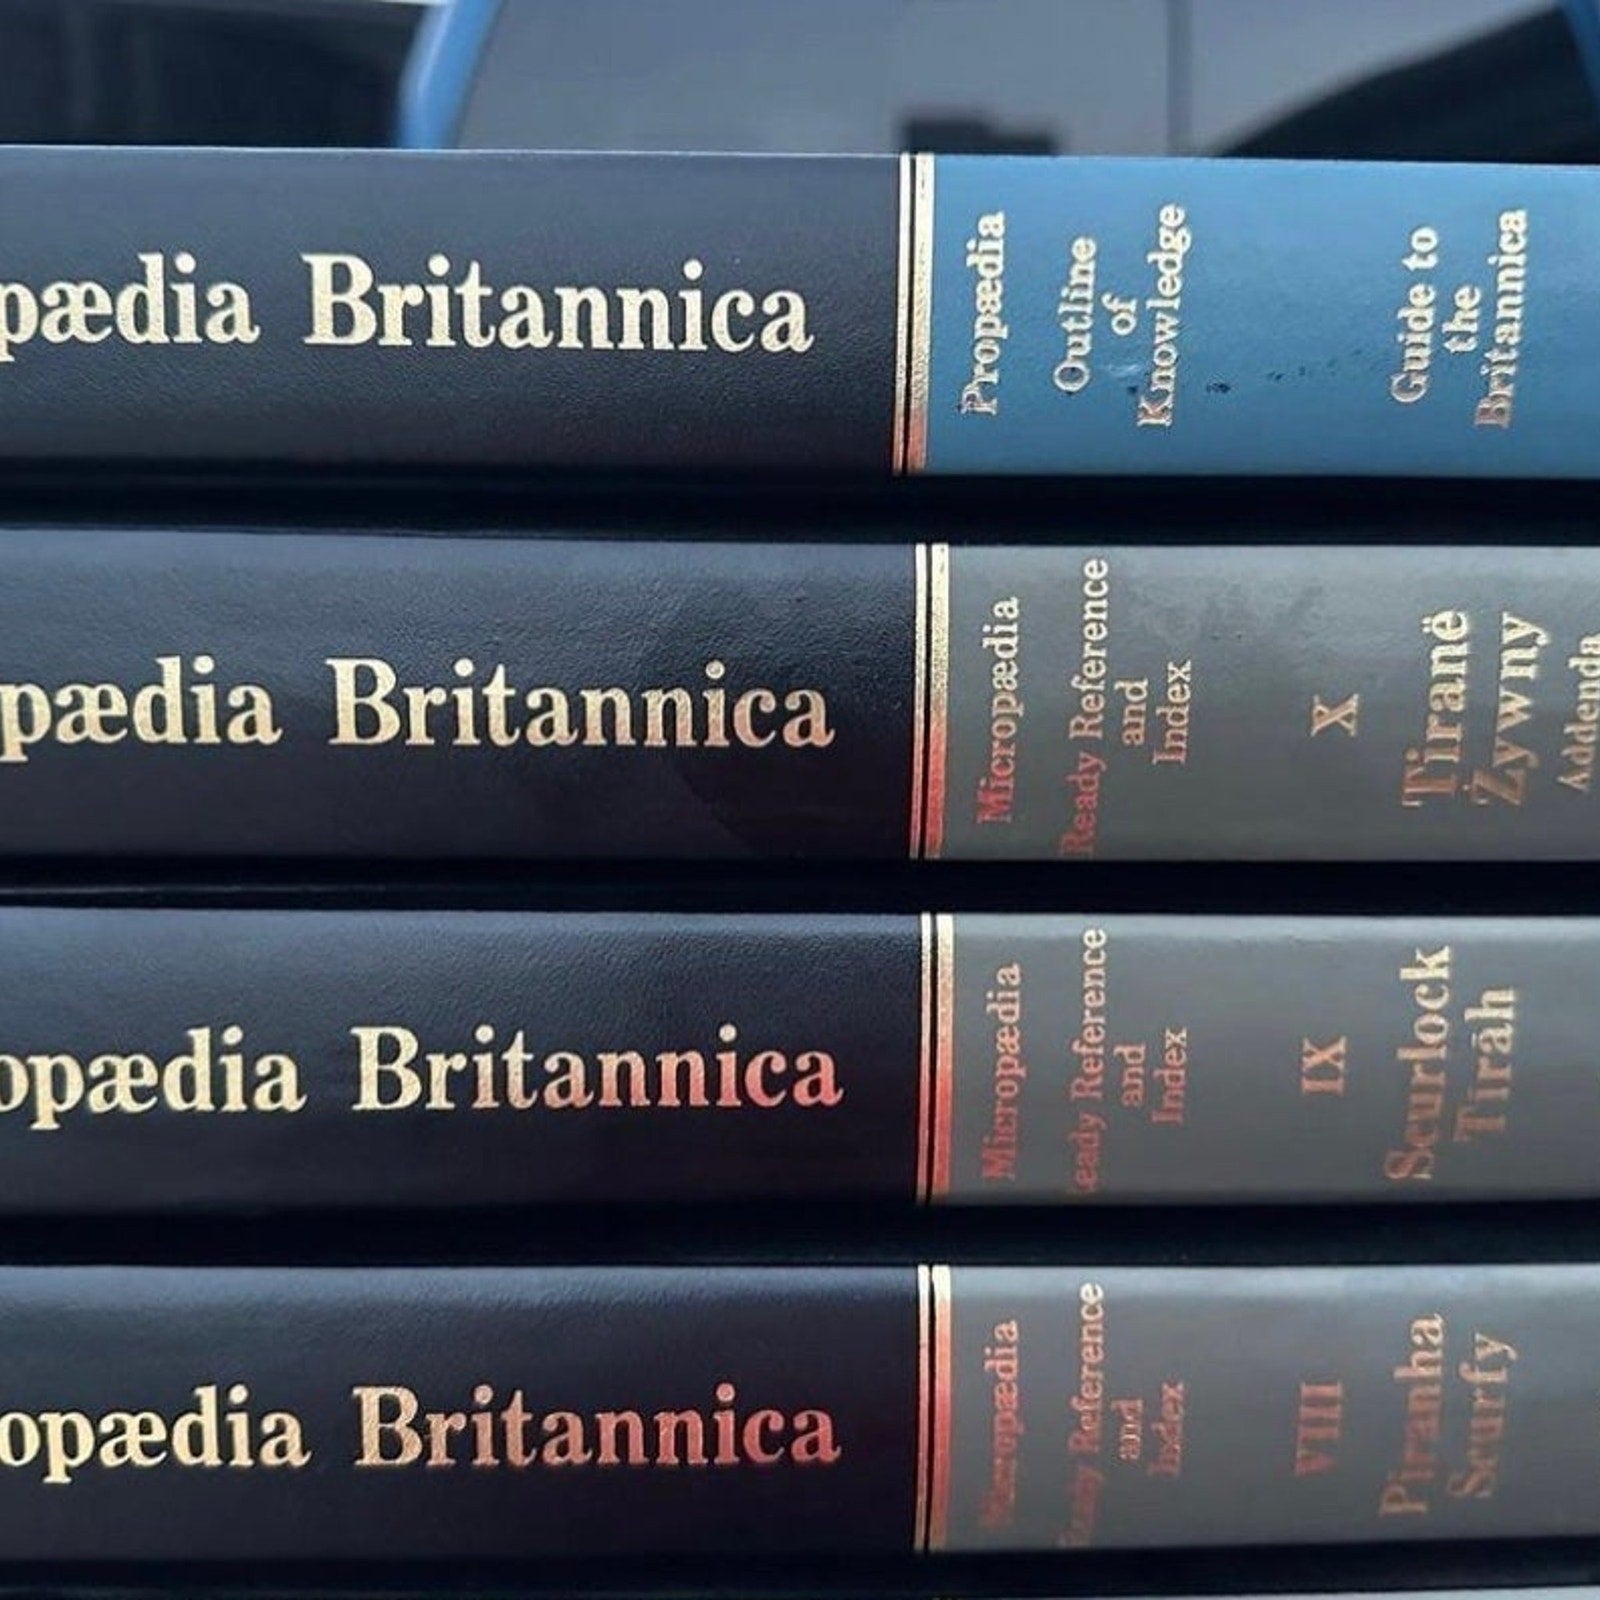 pædia Britannica
Propædia
Outline
of
Knowledge
Guide to
the
Britannica
pædia Britannica
Micropædia
Ready Reference
and
Index
X
Tiranë
Żywny
Addenda
opædia Britannica
Micropædia
eady Reference
and
Index
IX
Scurlock
Tirah
opædia Britannica
Micropædia
Ready Reference
and
Index
VIII
Piranha
Scurfy